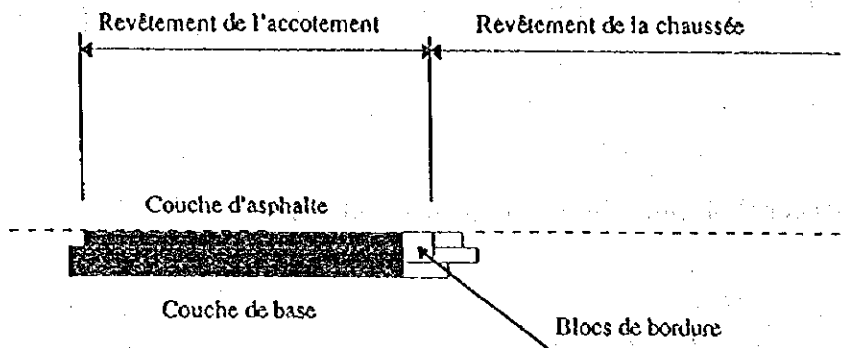 Revêtement de l'accotement
Revêtement de la chaussée
Couche d'asphalte
Couche de base
Blocs de bordure